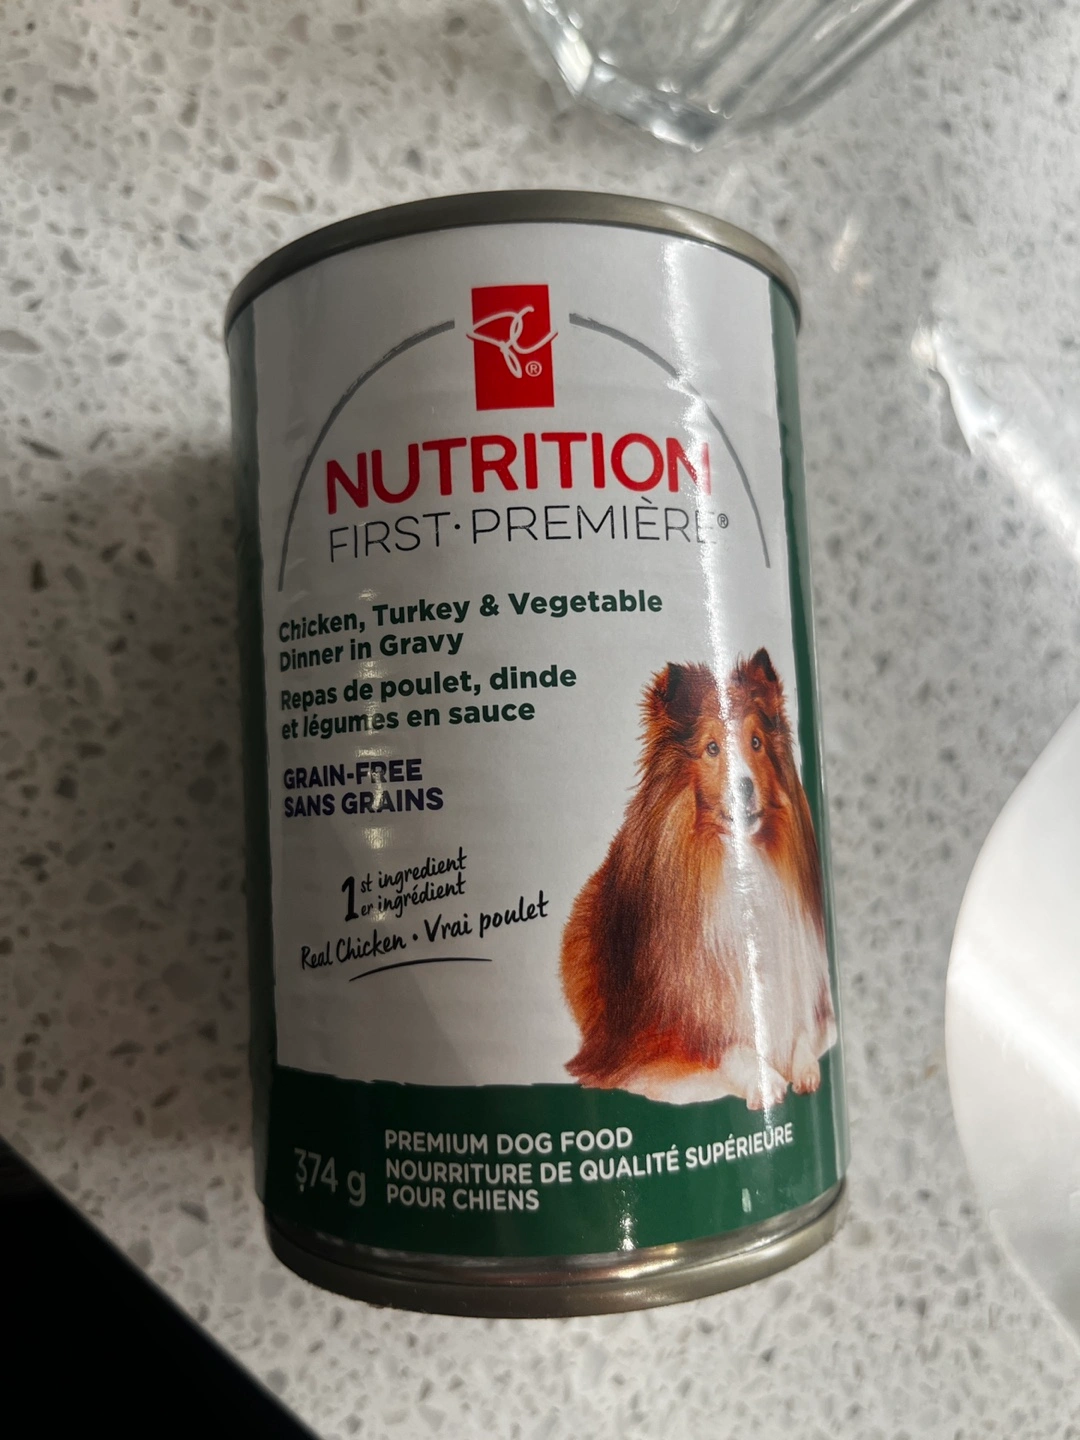 PC®
NUTRITION
FIRST·PREMIÈRE®
Chicken, Turkey & Vegetable
Dinner in Gravy
Repas de poulet, dinde
et légumes en sauce
GRAIN-FREE
SANS GRAINS
1st ingredient
er ingrédient
Real Chicken · Vrai poulet
374 g
PREMIUM DOG FOOD
NOURRITURE DE QUALITÉ SUPÉRIEURE
POUR CHIENS